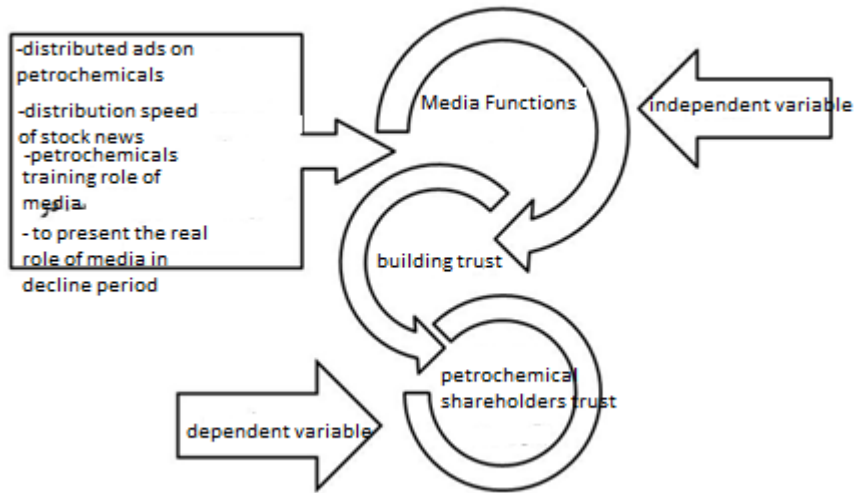 -distributed ads on
petrochemicals
-distribution speed
of stock news
-petrochemicals
training role of
media
- to present the real
role of media in
decline period
Media Functions
independent variable
building trust
petrochemical
shareholders trust
dependent variable